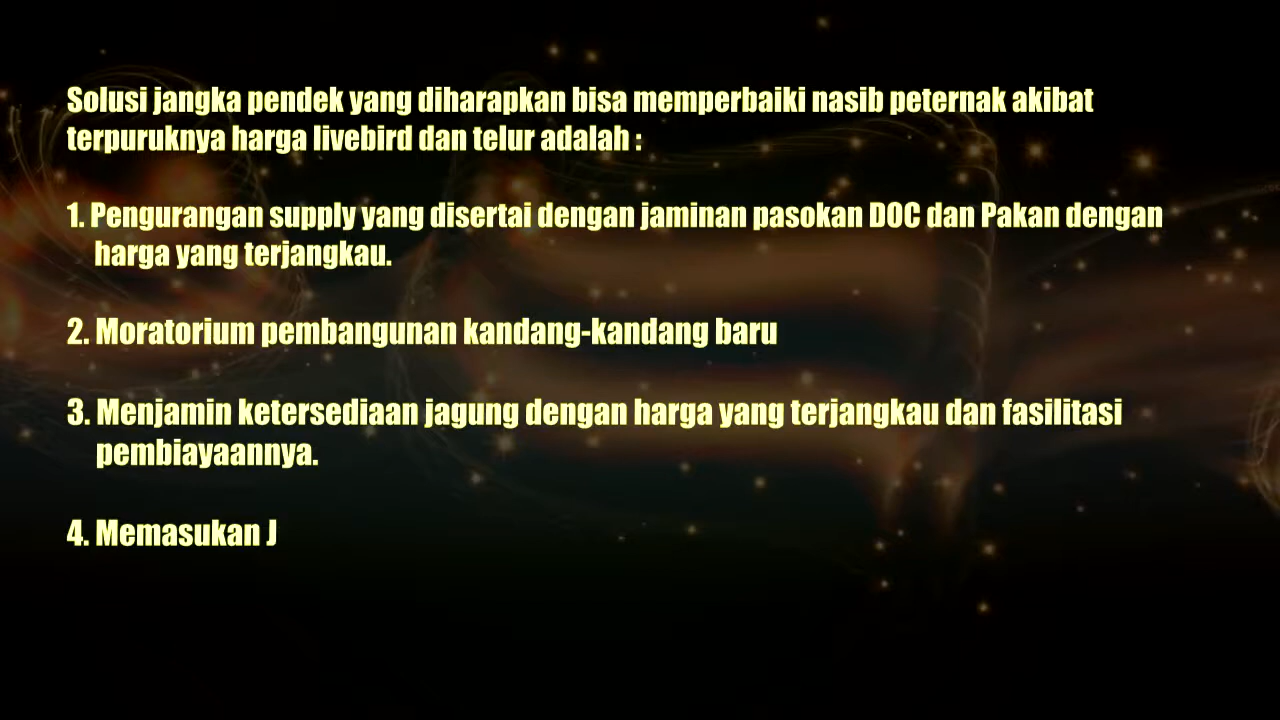 Solusi jangka pendek yang diharapkan bisa memperbaiki nasib peternak akibat
terpuruknya harga livebird dan telur adalah :
1. Pengurangan supply yang disertai dengan jaminan pasokan DOC dan Pakan dengan
harga yang terjangkau.
2. Moratorium pembangunan kandang-kandang baru
3. Menjamin ketersediaan jagung dengan harga yang terjangkau dan fasilitasi
pembiayaannya.
4. Memasukan J